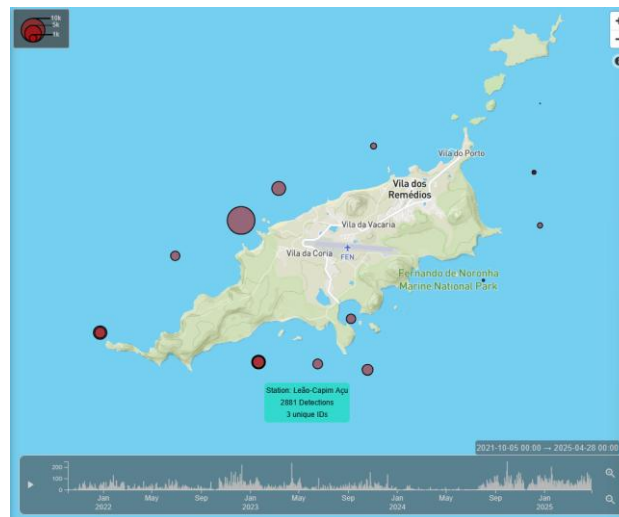 10k
5k
1k
+
−
Vila do Porto
Vila dos
Remédios
Vila da Vacaria
Vila da Coria
FEN
Fernando de Noronha
Marine National Park
Station: Leão-Capim Açu
2881 Detections
3 unique IDs
2021-10-05 00:00 → 2025-04-28 00:00
200
100
0
Jan May Sep Jan May Sep Jan May Sep Jan
2022 2023 2024 2025